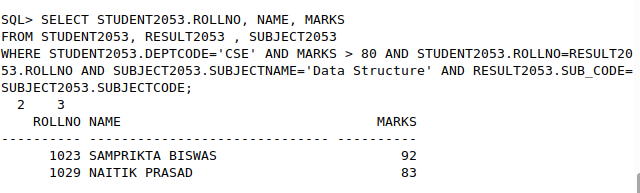 SQL> SELECT STUDENT2053.ROLLNO, NAME, MARKS
FROM STUDENT2053, RESULT2053 , SUBJECT2053
WHERE STUDENT2053.DEPTCODE='CSE' AND MARKS > 80 AND STUDENT2053.ROLLNO=RESULT20
53.ROLLNO AND SUBJECT2053.SUBJECTNAME='Data Structure' AND RESULT2053.SUB_CODE=
SUBJECT2053.SUBJECTCODE;
  2    3
    ROLLNO NAME                                MARKS
---------- ------------------------------ ----------
      1023 SAMPRIKTA BISWAS                       92
      1029 NAITIK PRASAD                          83